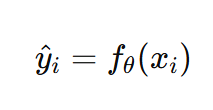 ŷᵢ = f_θ(xᵢ)